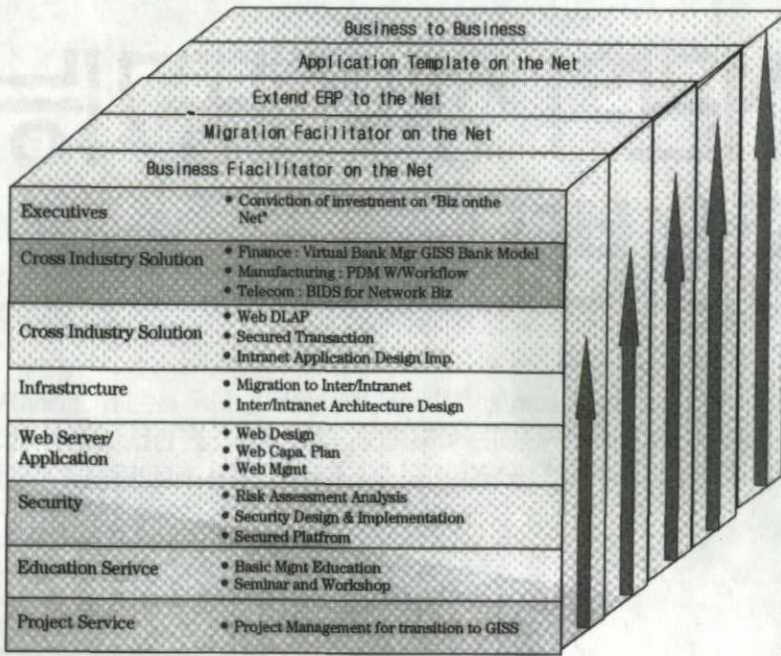 Business to Business
Application Template on the Net
Extend ERP to the Net
Migration Facilitator on the Net
Business Fiacilitator on the Net
Executives
• Conviction of investment on "Biz onthe
Net"
Cross Industry Solution
• Finance : Virtual Bank Mgr GISS Bank Model
• Manufacturing : PDM W/Workflow
• Telecom : BIDS for Network Biz
Cross Industry Solution
• Web DLAP
• Secured Transaction
• Intranet Application Design Imp.
Infrastructure
• Migration to Inter/Intranet
• Inter/Intranet Architecture Design
Web Server/
Application
• Web Design
• Web Capa. Plan
• Web Mgmt
Security
• Risk Assessment Analysis
• Security Design & Implementation
• Secured Platfrom
Education Serivce
• Basic Mgnt Education
• Seminar and Workshop
Project Service
• Project Management for transition to GISS